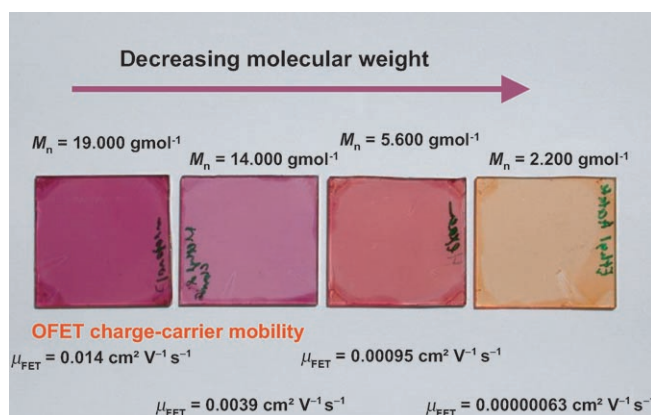 Decreasing molecular weight
Mₙ = 19.000 gmol⁻¹
Mₙ = 14.000 gmol⁻¹
Mₙ = 5.600 gmol⁻¹
Mₙ = 2.200 gmol⁻¹
OFET charge-carrier mobility
μFET = 0.014 cm² V⁻¹ s⁻¹
μFET = 0.0039 cm² V⁻¹ s⁻¹
μFET = 0.00095 cm² V⁻¹ s⁻¹
μFET = 0.00000063 cm² V⁻¹ s⁻¹